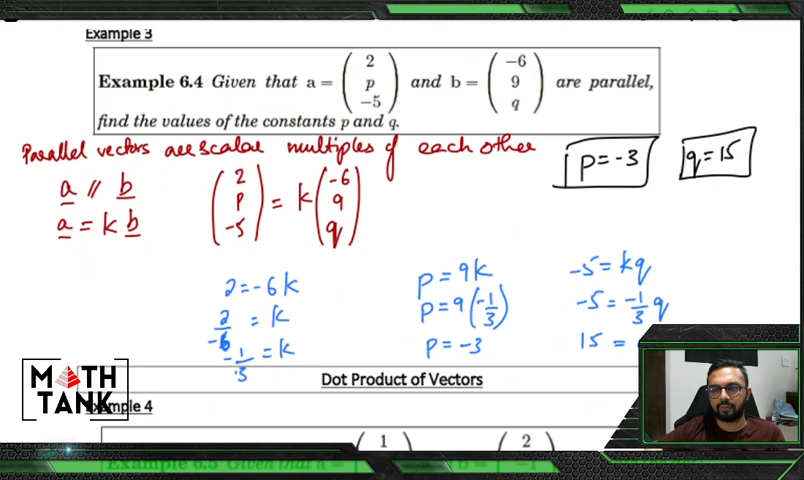 Example 3
Example 6.4 Given that a = ( 2 p −5 ) and b = ( −6 9 q ) are parallel,
find the values of the constants p and q.
Parallel vectors are scalar multiples of each other
p = -3
q = 15
a // b
a = k b
( 2 p -5 ) = k ( -6 9 q )
2 = -6k
2/-6 = k
-1/3 = k
p = 9k
p = 9(-1/3)
p = -3
-5 = kq
-5 = -1/3 q
15 =
Dot Product of Vectors
MATH
TANK
Example 4
Example 6.5 Given that a =
1
b =
2
-1